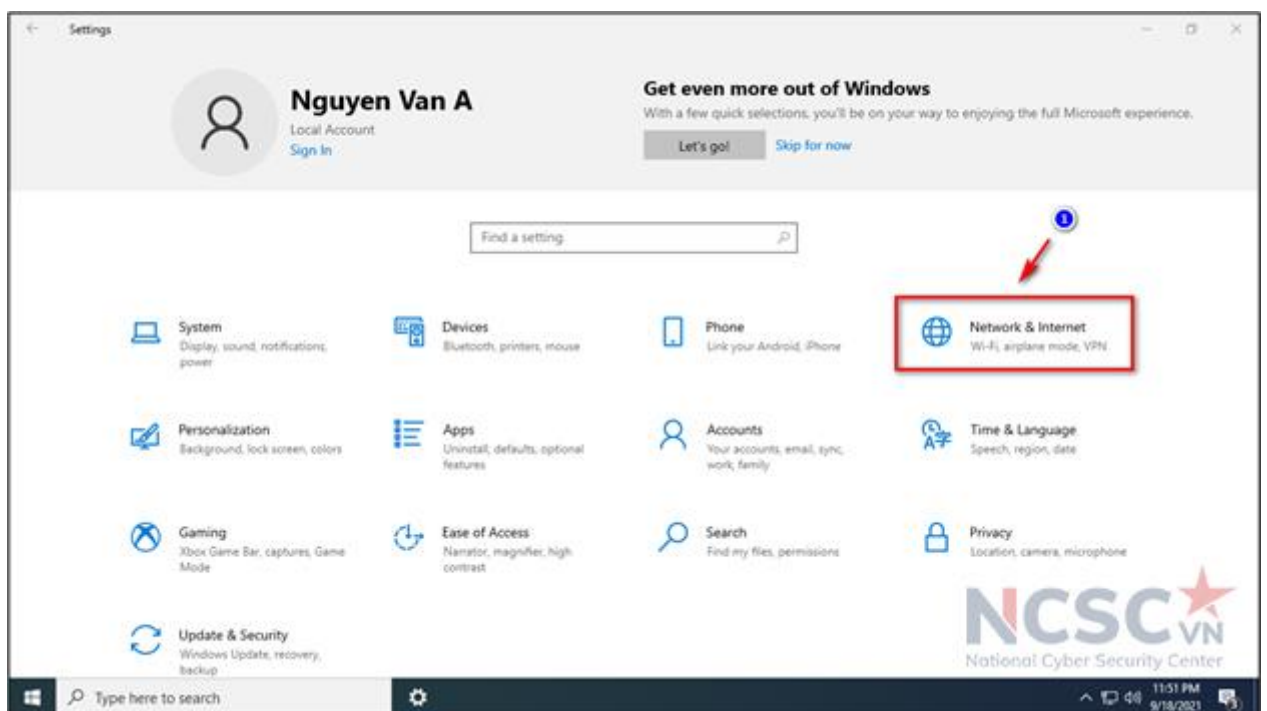 Settings
Nguyen Van A
Local Account
Sign In
Get even more out of Windows
With a few quick selections, you'll be on your way to enjoying the full Microsoft experience.
Let's go!
Skip for now
1
Find a setting
System
Display, sound, notifications,
power
Devices
Bluetooth, printers, mouse
Phone
Link your Android, iPhone
Network & Internet
Wi-Fi, airplane mode, VPN
Personalization
Background, lock screen, colors
Apps
Uninstall, defaults, optional
features
Accounts
Your accounts, email, sync,
work, family
Time & Language
Speech, region, date
Gaming
Xbox Game Bar, captures, Game
Mode
Ease of Access
Narrator, magnifier, high
contrast
Search
Find my files, permissions
Privacy
Location, camera, microphone
Update & Security
Windows Update, recovery,
backup
NCSC VN
National Cyber Security Center
Type here to search
11:51 PM
9/18/2021